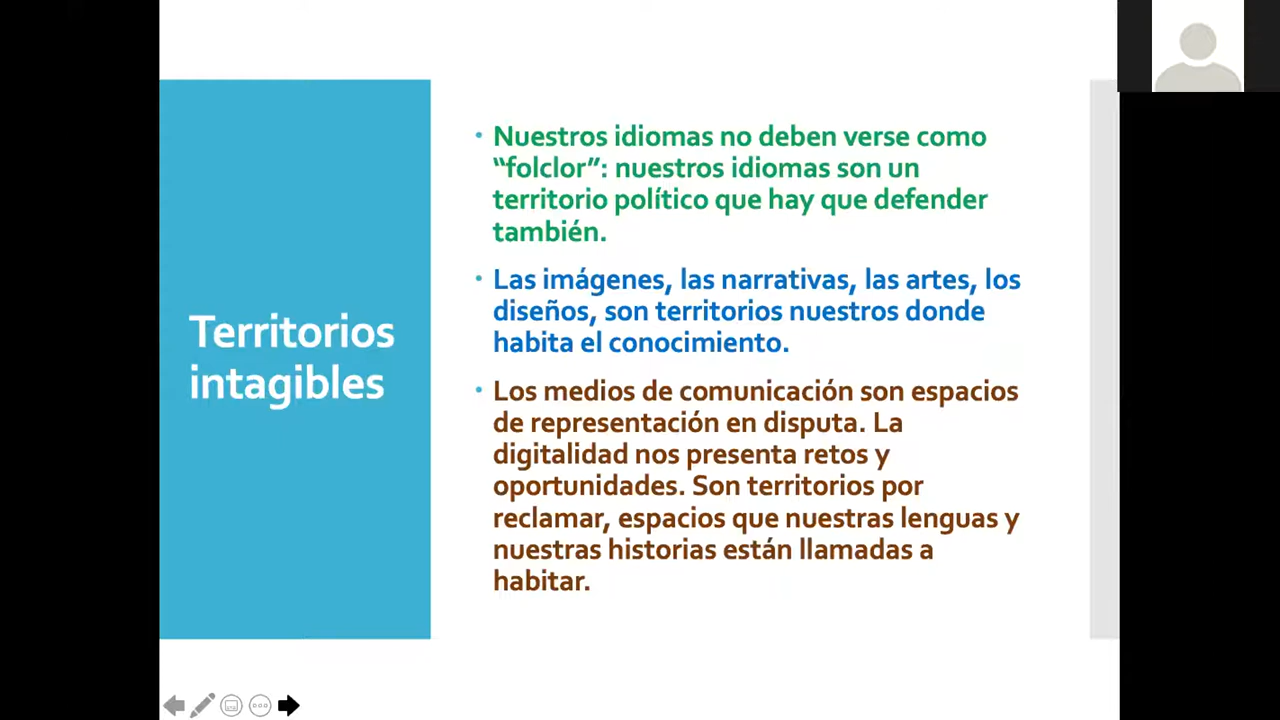 Territorios
intagibles
Nuestros idiomas no deben verse como
“folclor”: nuestros idiomas son un
territorio político que hay que defender
también.
Las imágenes, las narrativas, las artes, los
diseños, son territorios nuestros donde
habita el conocimiento.
Los medios de comunicación son espacios
de representación en disputa. La
digitalidad nos presenta retos y
oportunidades. Son territorios por
reclamar, espacios que nuestras lenguas y
nuestras historias están llamadas a
habitar.